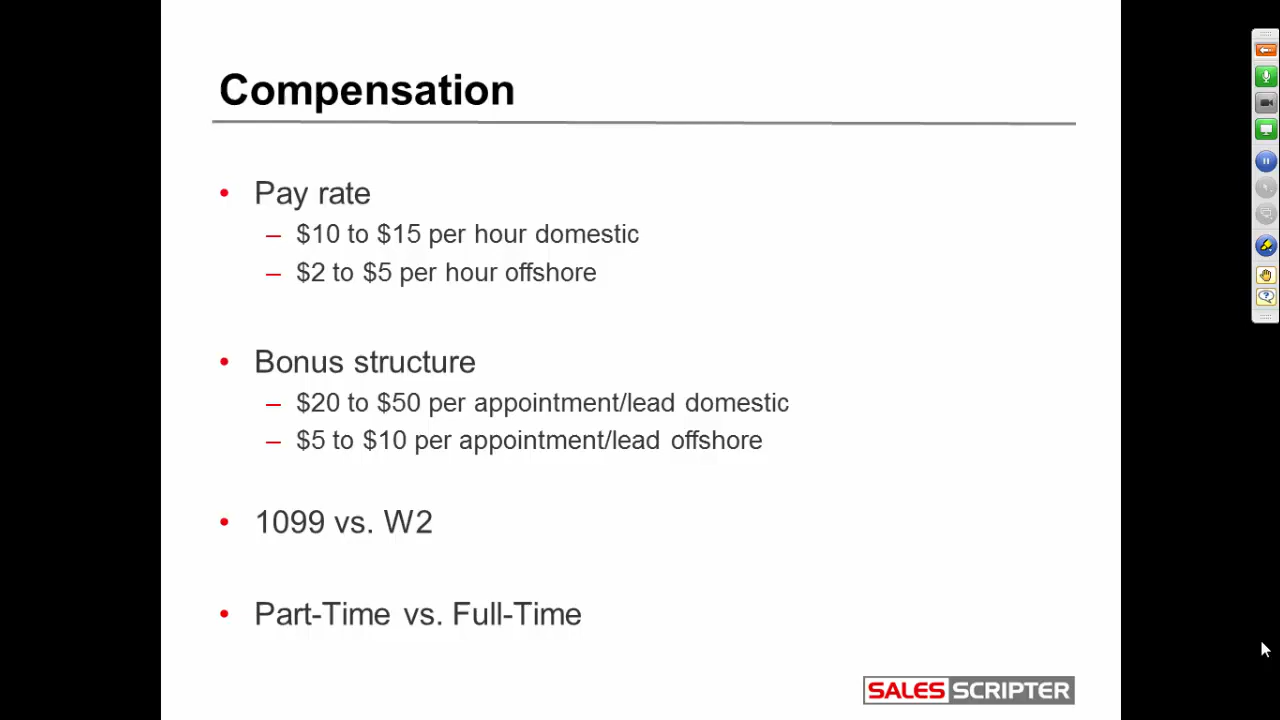 Compensation
• Pay rate
– $10 to $15 per hour domestic
– $2 to $5 per hour offshore
• Bonus structure
– $20 to $50 per appointment/lead domestic
– $5 to $10 per appointment/lead offshore
• 1099 vs. W2
• Part-Time vs. Full-Time
SALES SCRIPTER